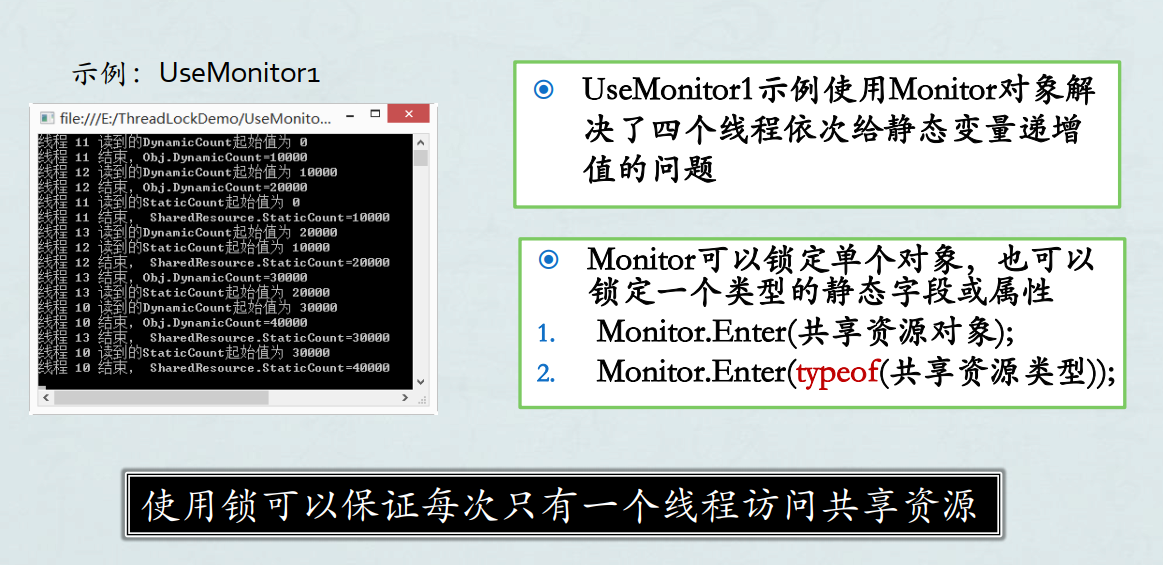 示例：UseMonitor1
file:///E:/ThreadLockDemo/UseMonito...
线程 11 读到的DynamicCount起始值为 0
线程 11 结束，Obj.DynamicCount=10000
线程 12 读到的DynamicCount起始值为 10000
线程 12 结束，Obj.DynamicCount=20000
线程 11 读到的StaticCount起始值为 0
线程 11 结束， SharedResource.StaticCount=10000
线程 13 读到的DynamicCount起始值为 20000
线程 12 读到的StaticCount起始值为 10000
线程 12 结束， SharedResource.StaticCount=20000
线程 13 结束，Obj.DynamicCount=30000
线程 13 读到的StaticCount起始值为 20000
线程 10 读到的DynamicCount起始值为 30000
线程 10 结束，Obj.DynamicCount=40000
线程 13 结束， SharedResource.StaticCount=30000
线程 10 读到的StaticCount起始值为 30000
线程 10 结束， SharedResource.StaticCount=40000
UseMonitor1示例使用Monitor对象解
决了四个线程依次给静态变量递增
值的问题
Monitor可以锁定单个对象，也可以
锁定一个类型的静态字段或属性
1. Monitor.Enter(共享资源对象);
2. Monitor.Enter(typeof(共享资源类型));
使用锁可以保证每次只有一个线程访问共享资源